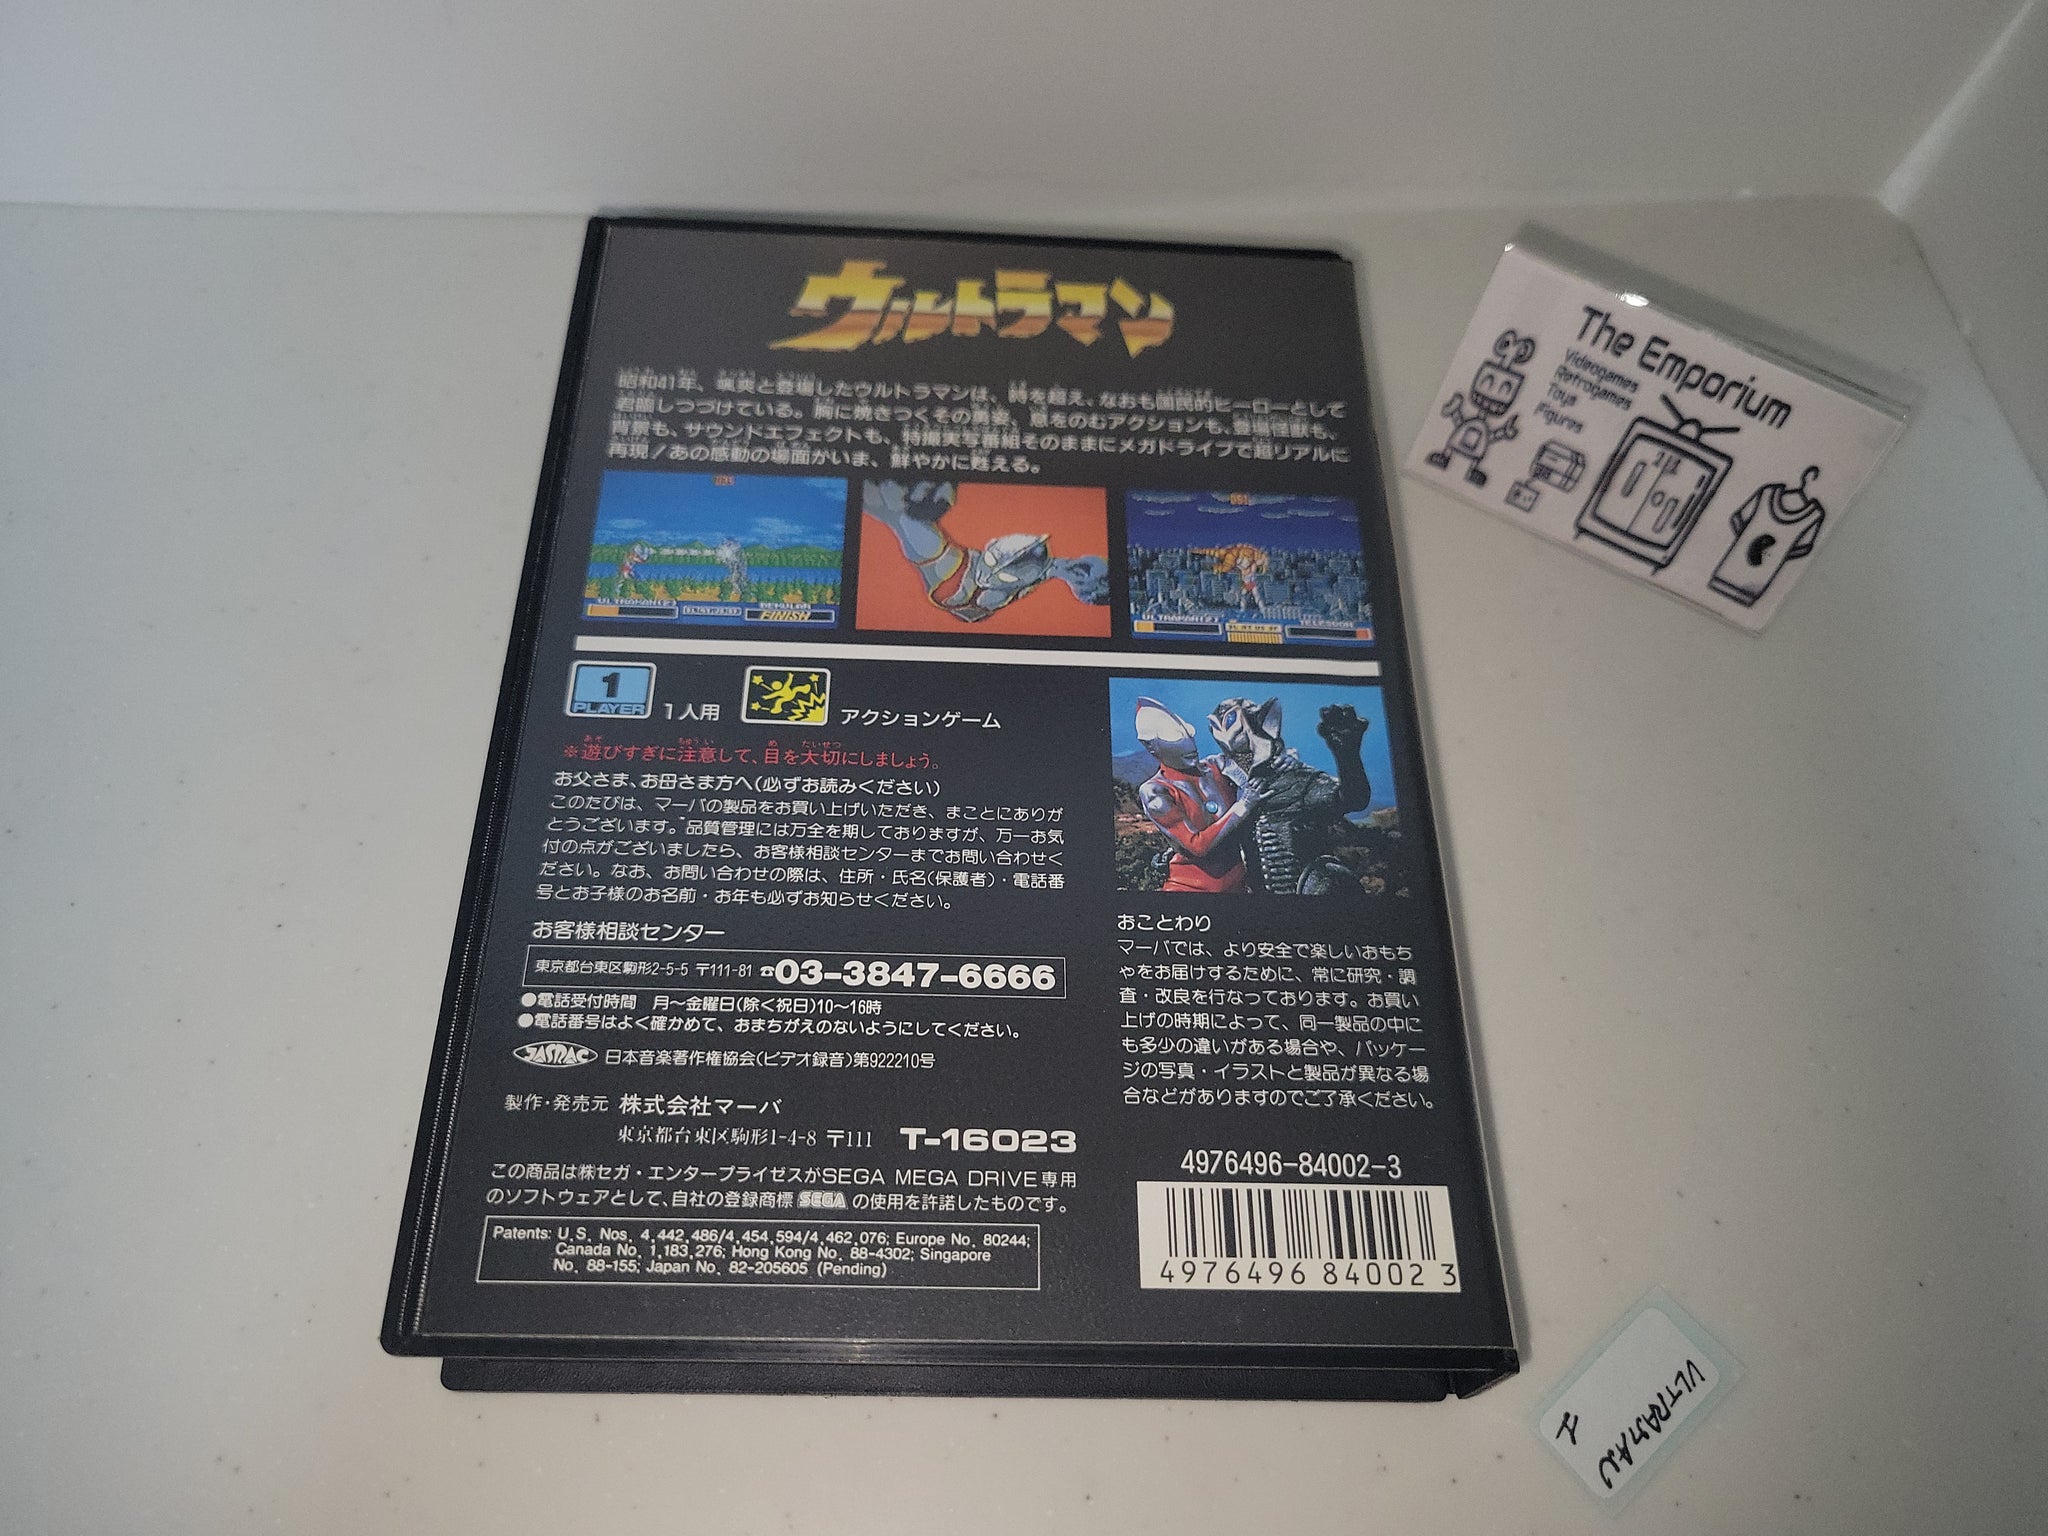 ウルトラマン
昭和41年、颯爽と登場したウルトラマンは、時を超え、なおも国民的ヒーローとして
君臨しつづけている。胸に焼きつくその勇姿、息をのむアクションも、登場怪獣も、
背景も、サウンドエフェクトも、特撮実写番組そのままにメガドライブで超リアルに
再現!あの感動の場面がいま、鮮やかに甦える。
ULTRAMAN(2)
BEMULAR
FINISH
ULTRAMAN(2)
TELESDON
1
PLAYER
1人用
アクションゲーム
※遊びすぎに注意して、目を大切にしましょう。
お父さま、お母さま方へ(必ずお読みください)
このたびは、マーバの製品をお買い上げいただき、まことにありが
とうございます。品質管理には万全を期しておりますが、万一お気
付の点がございましたら、お客様相談センターまでお問い合わせく
ださい。なお、お問い合わせの際は、住所・氏名(保護者)・電話番
号とお子様のお名前・お年も必ずお知らせください。
お客様相談センター
東京都台東区駒形2-5-5 〒111-81 ☎03-3847-6666
●電話受付時間 月〜金曜日(除く祝日)10〜16時
●電話番号はよく確かめて、おまちがえのないようにしてください。
JASRAC 日本音楽著作権協会(ビデオ録音)第922210号
製作・発売元 株式会社マーバ
東京都台東区駒形1-4-8 〒111 T-16023
この商品は㈱セガ・エンタープライゼスがSEGA MEGA DRIVE専用
のソフトウェアとして、自社の登録商標 SEGA の使用を許諾したものです。
Patents: U.S. Nos. 4,442,486/4,454,594/4,462,076; Europe No. 80244;
Canada No. 1,183,276; Hong Kong No. 88-4302; Singapore
No. 88-155; Japan No. 82-205605 (Pending)
おことわり
マーバでは、より安全で楽しいおもち
ゃをお届けするために、常に研究・調
査・改良を行なっております。お買い
上げの時期によって、同一製品の中に
も多少の違いがある場合や、パッケー
ジの写真・イラストと製品が異なる場
合などがありますのでご了承ください。
4976496-84002-3
4976496 84002 3
The Emporium
Videogames
Retrogames
Toys
Figures
ULTRAMAN